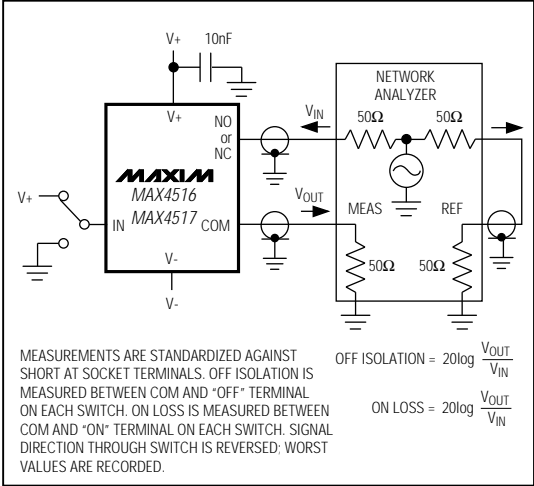 V+
10nF
V+
NO
or
NC
MAXIM
MAX4516
MAX4517
V+
IN
COM
V-
V-
NETWORK
ANALYZER
VIN
50Ω
50Ω
VOUT
MEAS
REF
50Ω
50Ω
MEASUREMENTS ARE STANDARDIZED AGAINST
SHORT AT SOCKET TERMINALS. OFF ISOLATION IS
MEASURED BETWEEN COM AND "OFF" TERMINAL
ON EACH SWITCH. ON LOSS IS MEASURED BETWEEN
COM AND "ON" TERMINAL ON EACH SWITCH. SIGNAL
DIRECTION THROUGH SWITCH IS REVERSED; WORST
VALUES ARE RECORDED.
OFF ISOLATION = 20log VOUT
VIN
ON LOSS = 20log VOUT
VIN